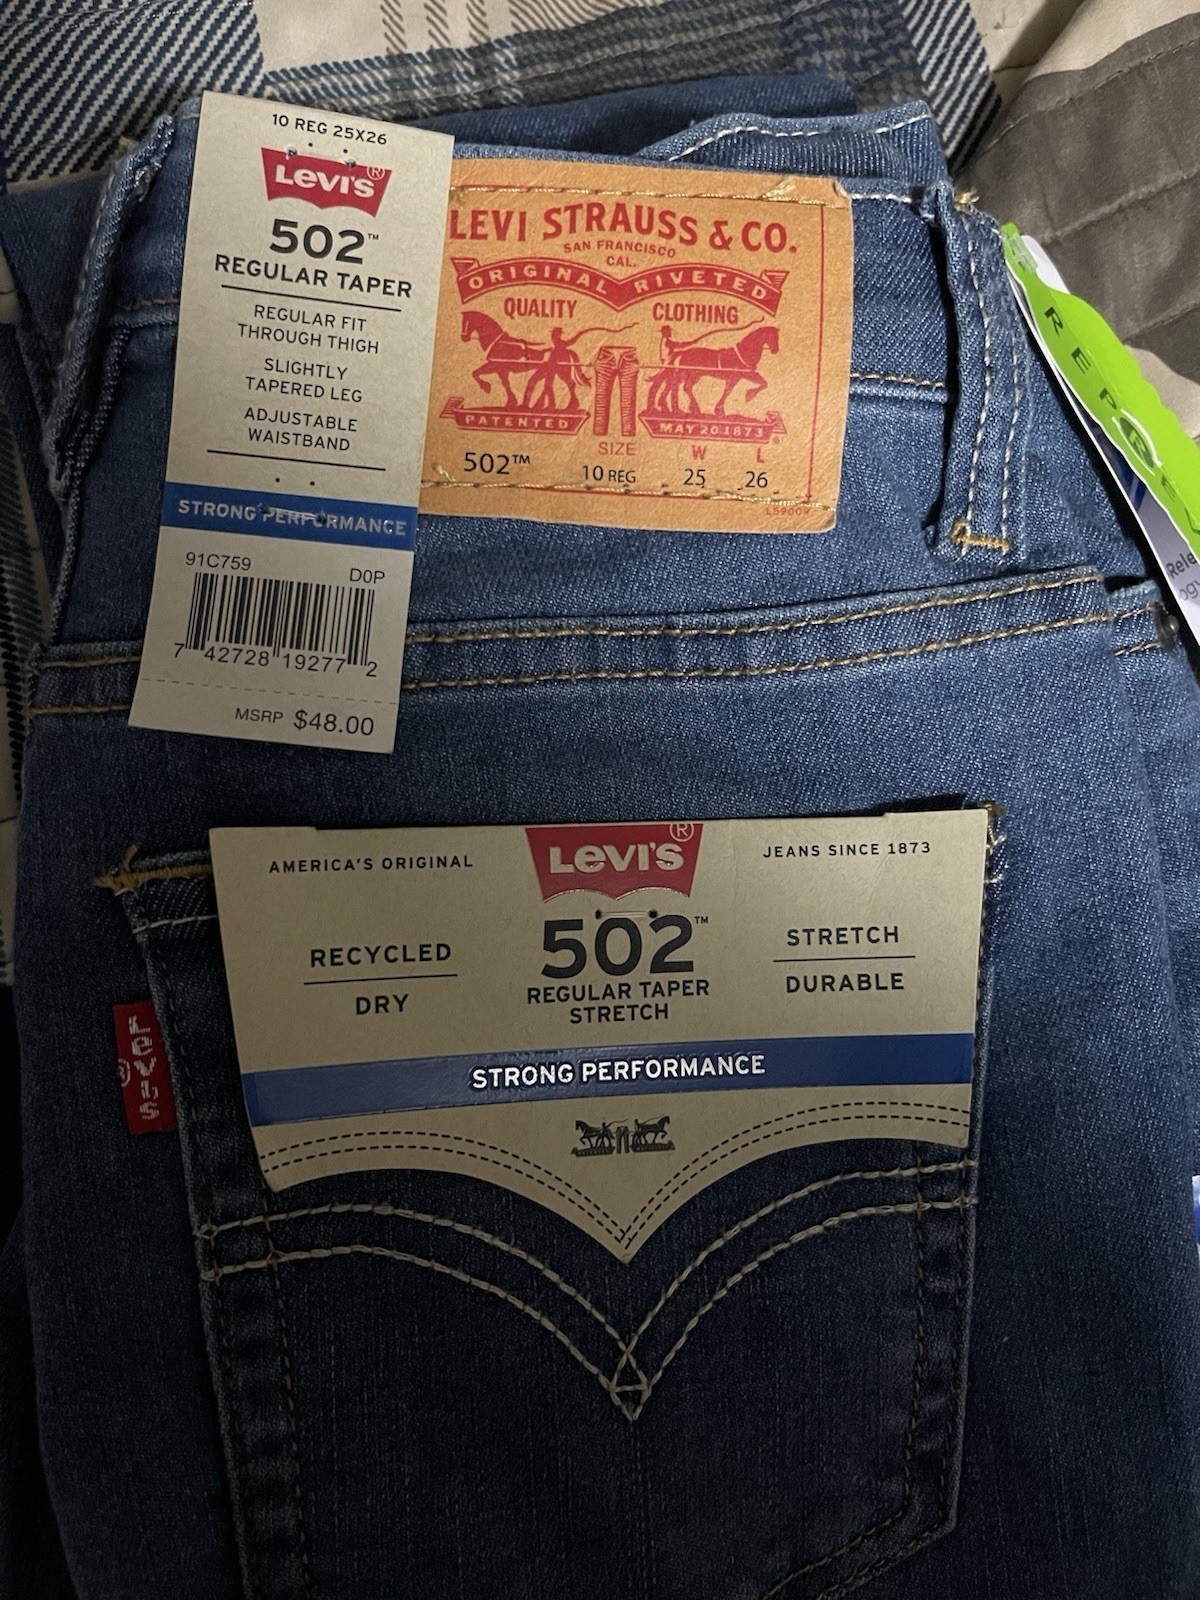 10 REG 25X26
Levi's®
502™
REGULAR TAPER
REGULAR FIT
THROUGH THIGH
SLIGHTLY
TAPERED LEG
ADJUSTABLE
WAISTBAND
STRONG PERFORMANCE
91C759 D0P
7 42728 19277 2
MSRP $48.00
LEVI STRAUSS & CO.
SAN FRANCISCO
CAL.
ORIGINAL RIVETED
QUALITY CLOTHING
PATENTED MAY 20 1873
SIZE W L
502™ 10 REG 25 26
REPREVE
Levi's®
AMERICA'S ORIGINAL JEANS SINCE 1873
RECYCLED
DRY
502™
REGULAR TAPER
STRETCH
STRETCH
DURABLE
STRONG PERFORMANCE
Levi's®